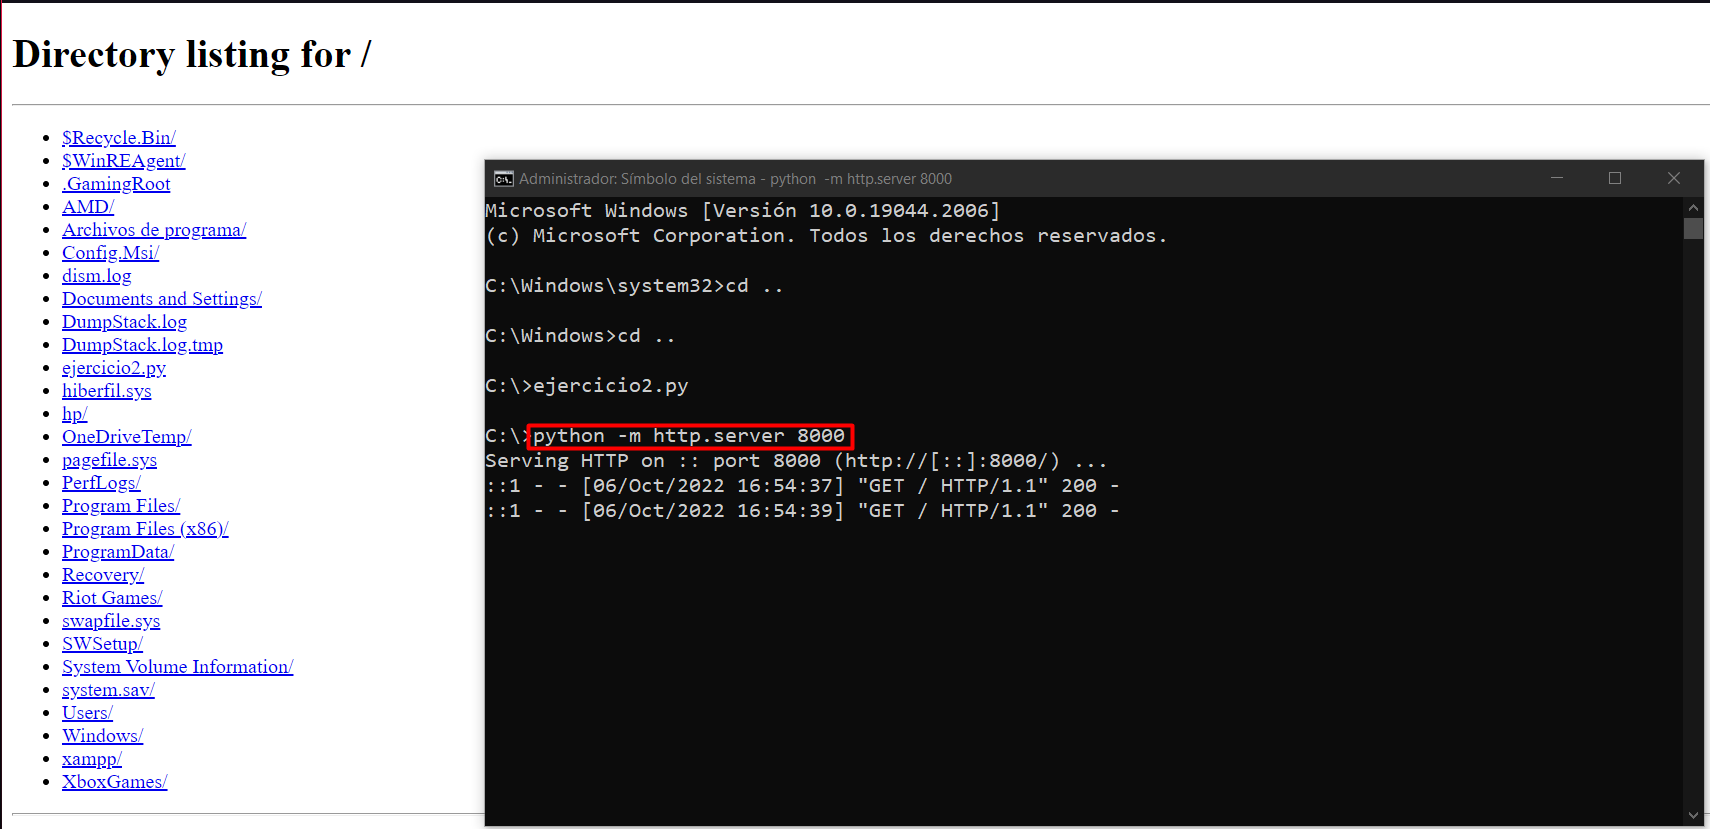 Directory listing for /
$Recycle.Bin/
$WinREAgent/
.GamingRoot
AMD/
Archivos de programa/
Config.Msi/
dism.log
Documents and Settings/
DumpStack.log
DumpStack.log.tmp
ejercicio2.py
hiberfil.sys
hp/
OneDriveTemp/
pagefile.sys
PerfLogs/
Program Files/
Program Files (x86)/
ProgramData/
Recovery/
Riot Games/
swapfile.sys
SWSetup/
System Volume Information/
system.sav/
Users/
Windows/
xampp/
XboxGames/
Administrador: Símbolo del sistema - python  -m http.server 8000
Microsoft Windows [Versión 10.0.19044.2006]
(c) Microsoft Corporation. Todos los derechos reservados.
C:\Windows\system32>cd ..
C:\Windows>cd ..
C:\>ejercicio2.py
C:\>python -m http.server 8000
Serving HTTP on :: port 8000 (http://[::]:8000/) ...
::1 - - [06/Oct/2022 16:54:37] "GET / HTTP/1.1" 200 -
::1 - - [06/Oct/2022 16:54:39] "GET / HTTP/1.1" 200 -